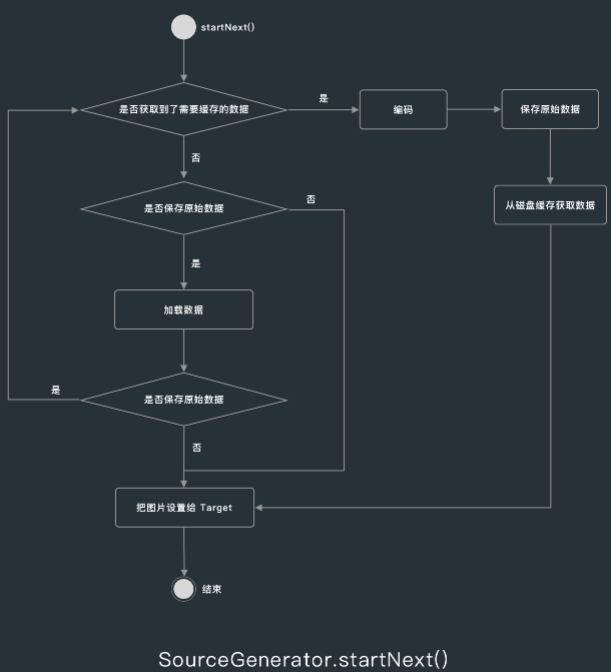 startNext()
是否获取到了需要缓存的数据
是
编码
保存原始数据
否
是否保存原始数据
否
从磁盘缓存获取数据
是
加载数据
是
是否保存原始数据
否
把图片设置给 Target
结束
SourceGenerator.startNext()